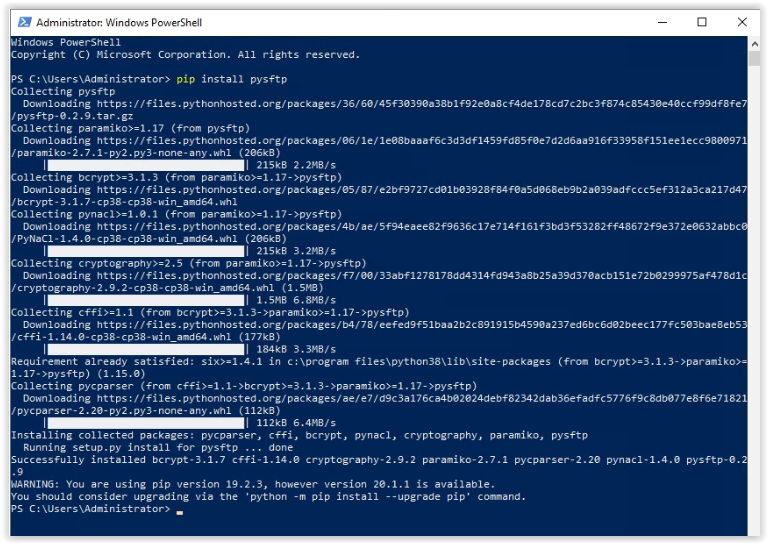 Administrator: Windows PowerShell
Windows PowerShell
Copyright (C) Microsoft Corporation. All rights reserved.
PS C:\Users\Administrator> pip install pysftp
Collecting pysftp
Downloading https://files.pythonhosted.org/packages/36/60/45f30390a38b1f92e0a8cf4de178cd7c2bc3f874c85430e40ccf99df8fe7
/pysftp-0.2.9.tar.gz
Collecting paramiko>=1.17 (from pysftp)
Downloading https://files.pythonhosted.org/packages/06/1e/1e08baaaf6c3d3df1459fd85f0e7d2d6aa916f33958f151ee1ecc9800971
/paramiko-2.7.1-py2.py3-none-any.whl (206kB)
| | 215kB 2.2MB/s
Collecting bcrypt>=3.1.3 (from paramiko>=1.17->pysftp)
Downloading https://files.pythonhosted.org/packages/05/87/e2bf9727cd01b03928f84f0a5d068eb9b2a039adfccc5ef312a3ca217d47
/bcrypt-3.1.7-cp38-cp38-win_amd64.whl
Collecting pynacl>=1.0.1 (from paramiko>=1.17->pysftp)
Downloading https://files.pythonhosted.org/packages/4b/ae/5f94eaee82f9636c17e714f161f3bd3f53282ff48672f9e372e0632abbc0
/PyNaCl-1.4.0-cp38-cp38-win_amd64.whl (206kB)
| | 215kB 3.2MB/s
Collecting cryptography>=2.5 (from paramiko>=1.17->pysftp)
Downloading https://files.pythonhosted.org/packages/f7/00/33abf1278178dd4314fd943a8b25a39d370acb151e72b0299975af478d1c
/cryptography-2.9.2-cp38-cp38-win_amd64.whl (1.5MB)
| | 1.5MB 6.8MB/s
Collecting cffi>=1.1 (from bcrypt>=3.1.3->paramiko>=1.17->pysftp)
Downloading https://files.pythonhosted.org/packages/b4/78/eefed9f51baa2b2c891915b4590a237ed6bc6d02beec177fc503bae8eb53
/cffi-1.14.0-cp38-cp38-win_amd64.whl (177kB)
| | 184kB 3.3MB/s
Requirement already satisfied: six>=1.4.1 in c:\program files\python38\lib\site-packages (from bcrypt>=3.1.3->paramiko>=
1.17->pysftp) (1.15.0)
Collecting pycparser (from cffi>=1.1->bcrypt>=3.1.3->paramiko>=1.17->pysftp)
Downloading https://files.pythonhosted.org/packages/ae/e7/d9c3a176ca4b02024debf82342dab36efadfc5776f9c8db077e8f6e71821
/pycparser-2.20-py2.py3-none-any.whl (112kB)
| | 112kB 6.4MB/s
Installing collected packages: pycparser, cffi, bcrypt, pynacl, cryptography, paramiko, pysftp
Running setup.py install for pysftp ... done
Successfully installed bcrypt-3.1.7 cffi-1.14.0 cryptography-2.9.2 paramiko-2.7.1 pycparser-2.20 pynacl-1.4.0 pysftp-0.2
.9
WARNING: You are using pip version 19.2.3, however version 20.1.1 is available.
You should consider upgrading via the 'python -m pip install --upgrade pip' command.
PS C:\Users\Administrator>